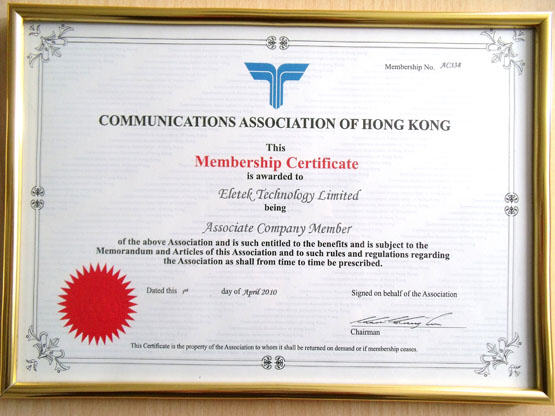 Membership No. AC338
COMMUNICATIONS ASSOCIATION OF HONG KONG
This
Membership Certificate
is awarded to
Eletek Technology Limited
being
Associate Company Member
of the above Association and is such entitled to the benefits and is subject to the
Memorandum and Articles of this Association and to such rules and regulations regarding
the Association as shall from time to time be prescribed.
Dated this 1st day of April 2010
Signed on behalf of the Association
Chairman
This Certificate is the property of the Association to whom it shall be returned on demand or if membership ceases.